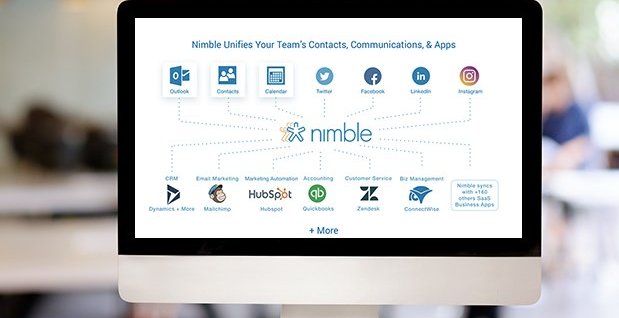 Nimble Unifies Your Team's Contacts, Communications, & Apps
Outlook
Contacts
Calendar
Twitter
Facebook
LinkedIn
Instagram
nimble
CRM
Email Marketing
Marketing Automation
Accounting
Customer Service
Biz Management
HubSpot
qb
Dynamics + More
Mailchimp
Hubspot
Quickbooks
Zendesk
ConnectWise
Nimble syncs
with +160
others SaaS
Business Apps
+ More